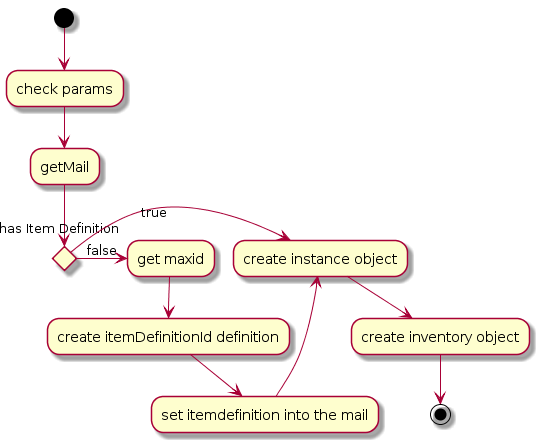 check params
getMail
has Item Definition
true
false
get maxid
create instance object
create itemDefinitionId definition
create inventory object
set itemdefinition into the mail